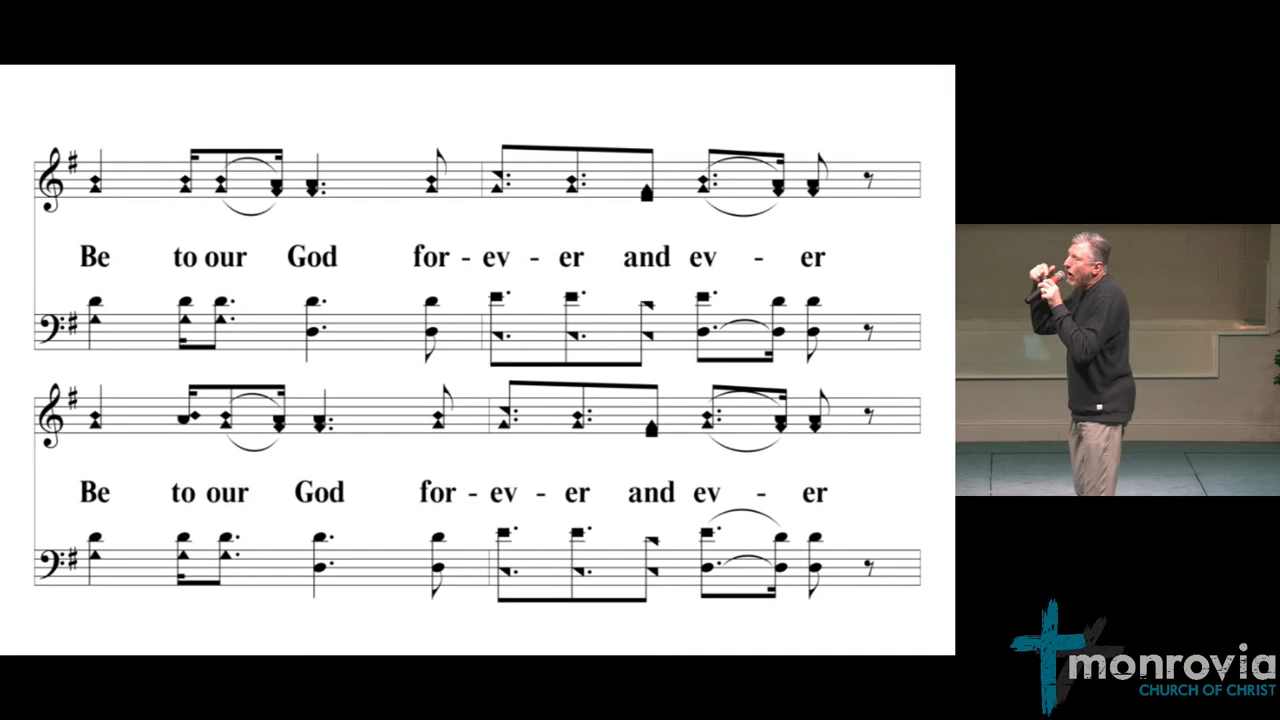 Be to our God for - ev - er and ev - er
Be to our God for - ev - er and ev - er
monrovia
CHURCH OF CHRIST